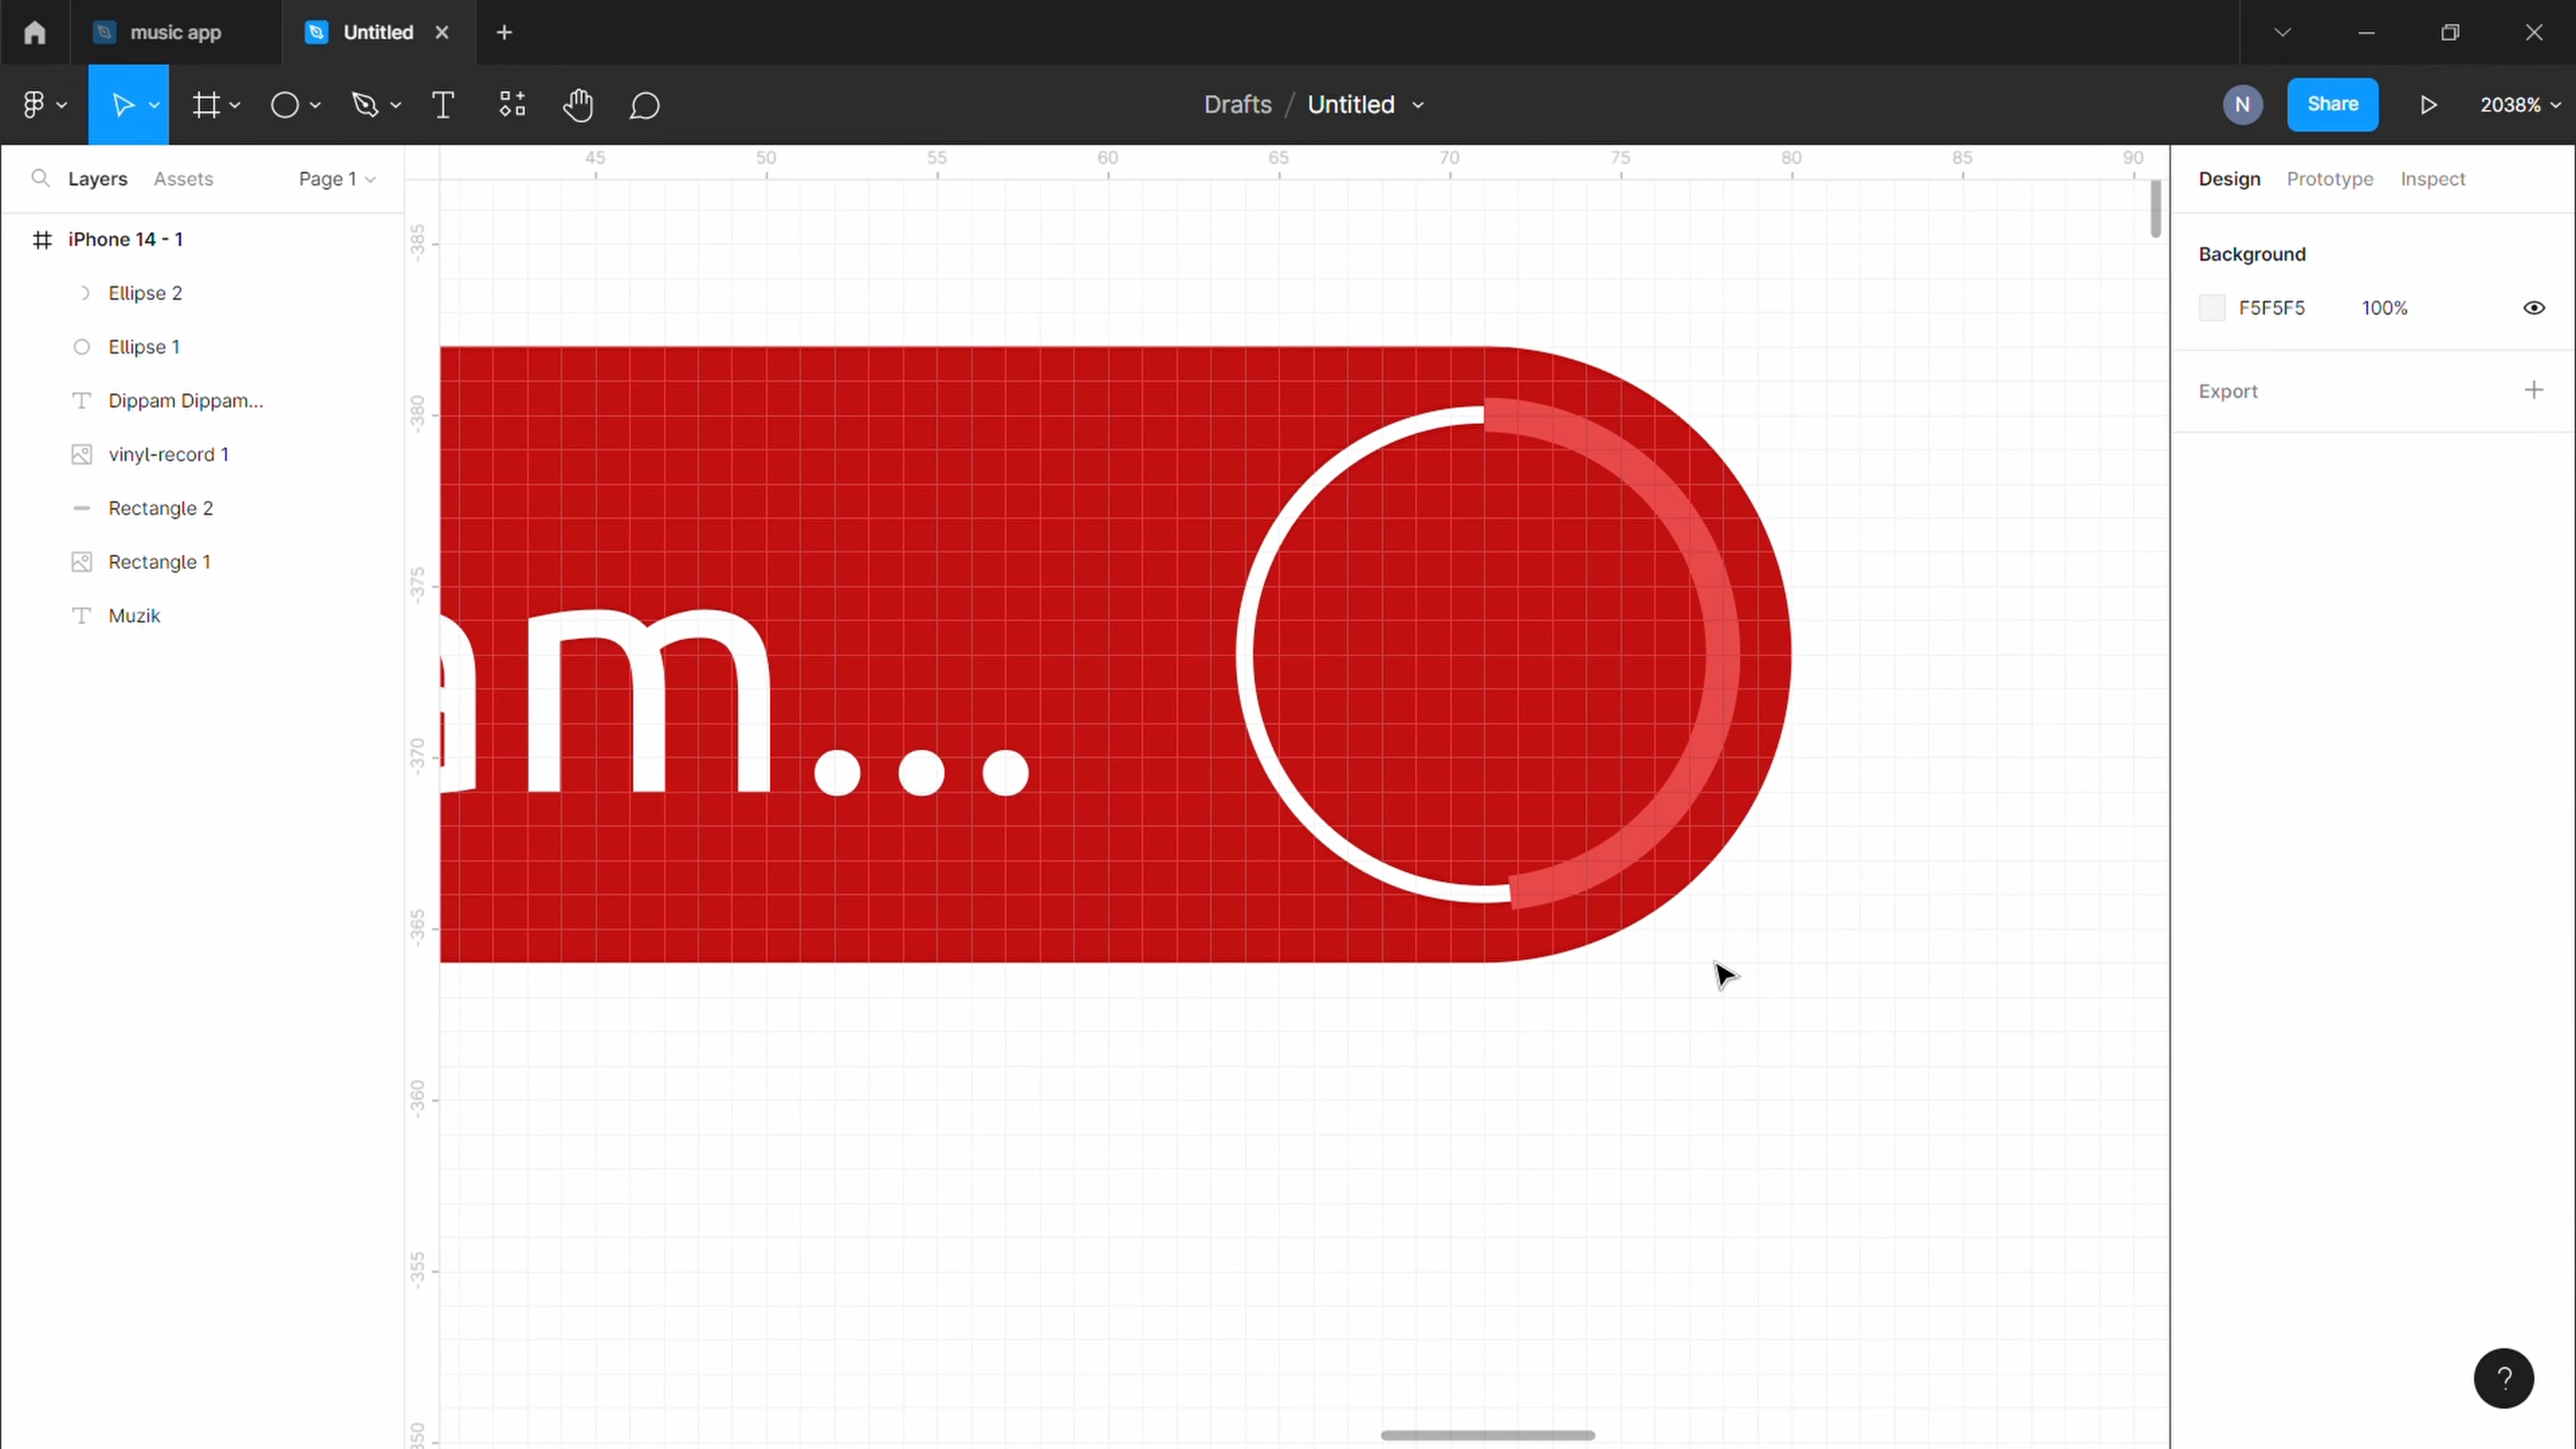 music app
Untitled
Drafts / Untitled
N
Share
2038%
Layers
Assets
Page 1
45
50
55
60
65
70
75
80
85
90
Design
Prototype
Inspect
iPhone 14 - 1
Ellipse 2
Ellipse 1
Dippam Dippam...
vinyl-record 1
Rectangle 2
Rectangle 1
Muzik
-385
-380
-375
-370
-365
-360
-355
350
am...
Background
F5F5F5
100%
Export
?